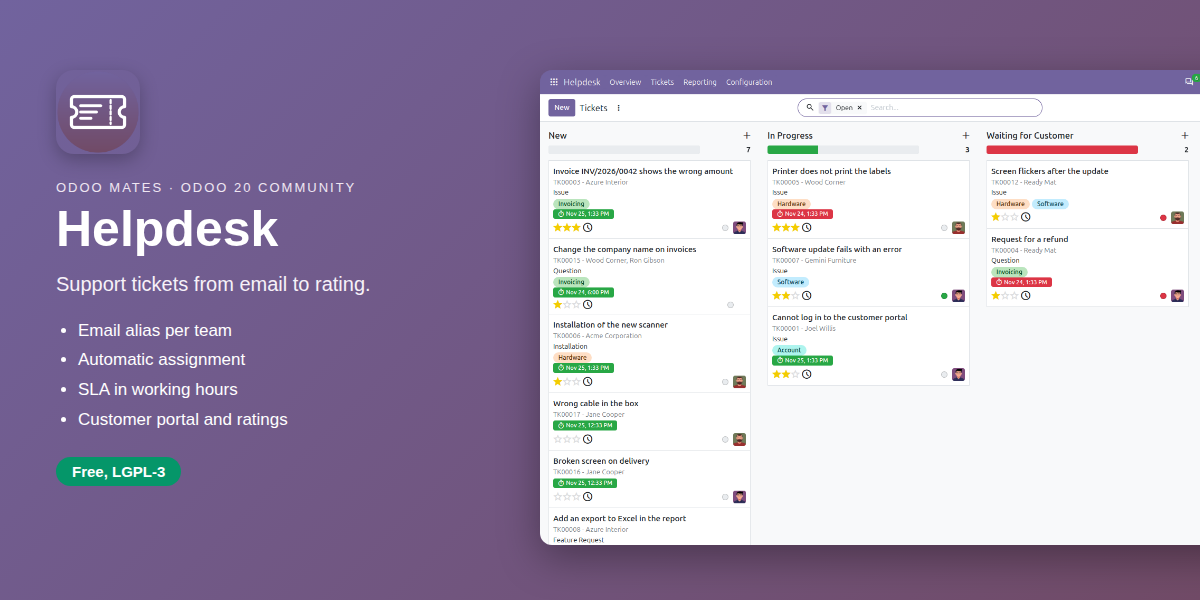 ODOO MATES · ODOO 20 COMMUNITY
Helpdesk
Support tickets from email to rating.
• Email alias per team
• Automatic assignment
• SLA in working hours
• Customer portal and ratings
Free, LGPL-3
Helpdesk Overview Tickets Reporting Configuration
6
New Tickets Open × Search...
New +
7
Invoice INV/2026/0042 shows the wrong amount
TK00003 - Azure Interior
Issue
Invoicing
Nov 25, 1:33 PM
Change the company name on invoices
TK00015 - Wood Corner, Ron Gibson
Question
Invoicing
Nov 24, 6:00 PM
Installation of the new scanner
TK00006 - Acme Corporation
Installation
Hardware
Nov 25, 1:33 PM
Wrong cable in the box
TK00017 - Jane Cooper
Nov 25, 12:33 PM
Broken screen on delivery
TK00016 - Jane Cooper
Nov 25, 12:33 PM
Add an export to Excel in the report
TK00008 - Azure Interior
Feature Request
In Progress +
3
Printer does not print the labels
TK00005 - Wood Corner
Issue
Hardware
Nov 24, 1:33 PM
Software update fails with an error
TK00007 - Gemini Furniture
Issue
Software
Cannot log in to the customer portal
TK00001 - Joel Willis
Issue
Account
Nov 25, 1:33 PM
Waiting for Customer +
2
Screen flickers after the update
TK00012 - Ready Mat
Issue
Hardware Software
Request for a refund
TK00004 - Ready Mat
Question
Invoicing
Nov 24, 1:33 PM